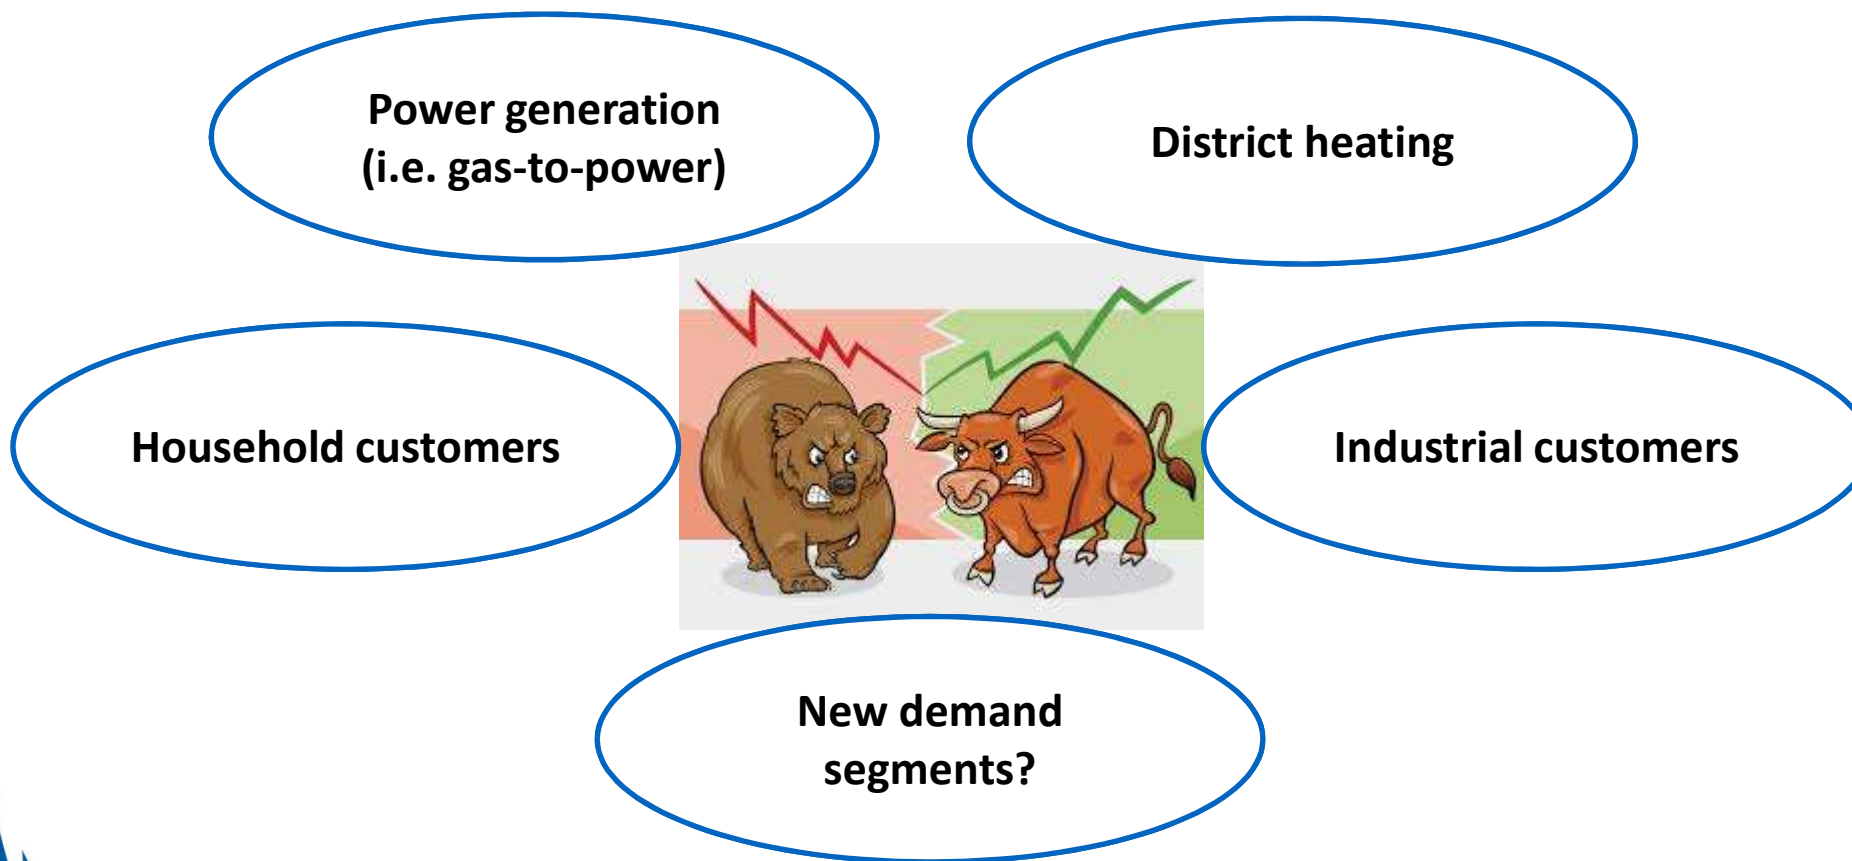 Power generation
(i.e. gas-to-power)
District heating
Household customers
Industrial customers
New demand
segments?